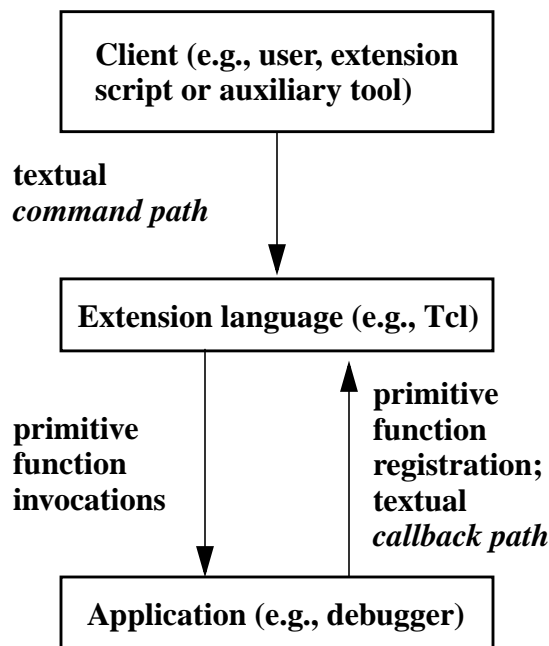 Client (e.g., user, extension
script or auxiliary tool)
textual
command path
Extension language (e.g., Tcl)
primitive
function
invocations
primitive
function
registration;
textual
callback path
Application (e.g., debugger)